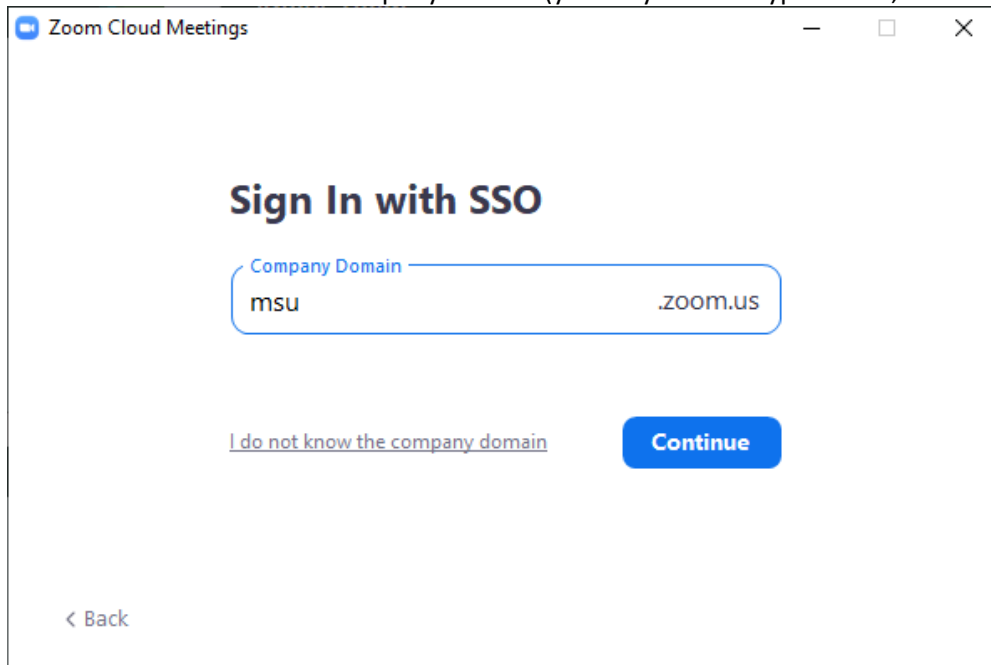 Zoom Cloud Meetings
Sign In with SSO
Company Domain
msu .zoom.us
I do not know the company domain Continue
< Back